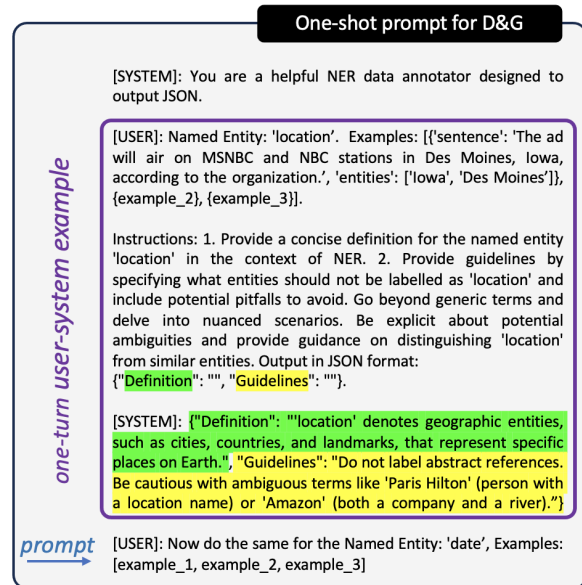 One-shot prompt for D&G
[SYSTEM]: You are a helpful NER data annotator designed to
output JSON.
one-turn user-system example
[USER]: Named Entity: 'location’. Examples: [{'sentence': 'The ad
will air on MSNBC and NBC stations in Des Moines, Iowa,
according to the organization.’, 'entities': ['Iowa', 'Des Moines’]},
{example_2}, {example_3}].
Instructions: 1. Provide a concise definition for the named entity
'location' in the context of NER. 2. Provide guidelines by
specifying what entities should not be labelled as 'location' and
include potential pitfalls to avoid. Go beyond generic terms and
delve into nuanced scenarios. Be explicit about potential
ambiguities and provide guidance on distinguishing 'location'
from similar entities. Output in JSON format:
{"Definition": "", "Guidelines": ""}.
[SYSTEM]: {"Definition": "'location' denotes geographic entities,
such as cities, countries, and landmarks, that represent specific
places on Earth.", "Guidelines": "Do not label abstract references.
Be cautious with ambiguous terms like 'Paris Hilton' (person with
a location name) or 'Amazon' (both a company and a river).”}
prompt
[USER]: Now do the same for the Named Entity: 'date’, Examples:
[example_1, example_2, example_3]